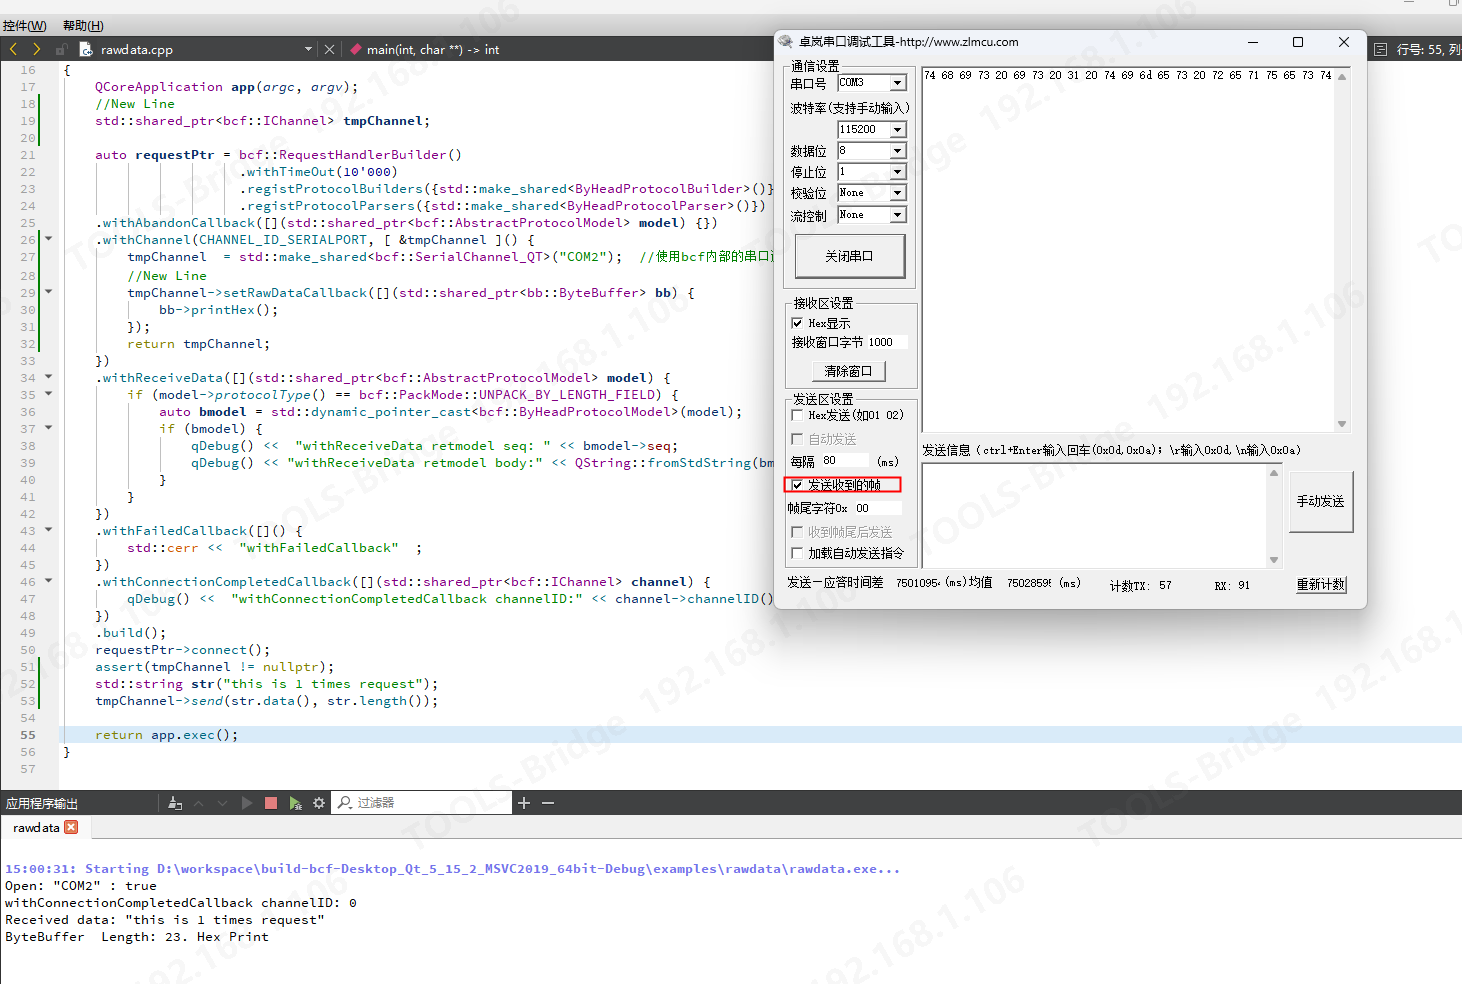 控件(W) 帮助(H)
rawdata.cpp main(int, char **) -> int 行号: 55, 列
16 {
17 QCoreApplication app(argc, argv);
18 //New Line
19 std::shared_ptr<bcf::IChannel> tmpChannel;
20
21 auto requestPtr = bcf::RequestHandlerBuilder()
22 .withTimeOut(10'000)
23 .registProtocolBuilders({std::make_shared<ByHeadProtocolBuilder>()}
24 .registProtocolParsers({std::make_shared<ByHeadProtocolParser>()})
25 .withAbandonCallback([](std::shared_ptr<bcf::AbstractProtocolModel> model) {})
26 .withChannel(CHANNEL_ID_SERIALPORT, [ &tmpChannel ]() {
27 tmpChannel = std::make_shared<bcf::SerialChannel_QT>("COM2"); //使用bcf内部的串口
28 //New Line
29 tmpChannel->setRawDataCallback([](std::shared_ptr<bb::ByteBuffer> bb) {
30 bb->printHex();
31 });
32 return tmpChannel;
33 })
34 .withReceiveData([](std::shared_ptr<bcf::AbstractProtocolModel> model) {
35 if (model->protocolType() == bcf::PackMode::UNPACK_BY_LENGTH_FIELD) {
36 auto bmodel = std::dynamic_pointer_cast<bcf::ByHeadProtocolModel>(model);
37 if (bmodel) {
38 qDebug() << "withReceiveData retmodel seq: " << bmodel->seq;
39 qDebug() << "withReceiveData retmodel body:" << QString::fromStdString(bm
40 }
41 }
42 })
43 .withFailedCallback([]() {
44 std::cerr << "withFailedCallback" ;
45 })
46 .withConnectionCompletedCallback([](std::shared_ptr<bcf::IChannel> channel) {
47 qDebug() << "withConnectionCompletedCallback channelID:" << channel->channelID()
48 })
49 .build();
50 requestPtr->connect();
51 assert(tmpChannel != nullptr);
52 std::string str("this is 1 times request");
53 tmpChannel->send(str.data(), str.length());
54
55 return app.exec();
56 }
57
卓岚串口调试工具-http://www.zlmcu.com
通信设置
串口号 COM3
波特率(支持手动输入)
115200
数据位 8
停止位 1
校验位 None
流控制 None
关闭串口
接收区设置
Hex显示
接收窗口字节 1000
清除窗口
发送区设置
Hex发送(如01 02)
自动发送
每隔 80 (ms)
发送收到的帧
帧尾字符0x 00
收到帧尾后发送
加载自动发送指令
74 68 69 73 20 69 73 20 31 20 74 69 6d 65 73 20 72 65 71 75 65 73 74
发送信息(ctrl+Enter输入回车(0x0d,0x0a); \r输入0x0d,\n输入0x0a)
手动发送
发送—应答时间差 7501095 (ms)均值 7502859 (ms) 计数TX: 57 RX: 91 重新计数
应用程序输出 过滤器
rawdata
15:00:31: Starting D:\workspace\build-bcf-Desktop_Qt_5_15_2_MSVC2019_64bit-Debug\examples\rawdata\rawdata.exe...
Open: "COM2" : true
withConnectionCompletedCallback channelID: 0
Received data: "this is 1 times request"
ByteBuffer Length: 23. Hex Print
TOOLS-Bridge 192.168.1.106